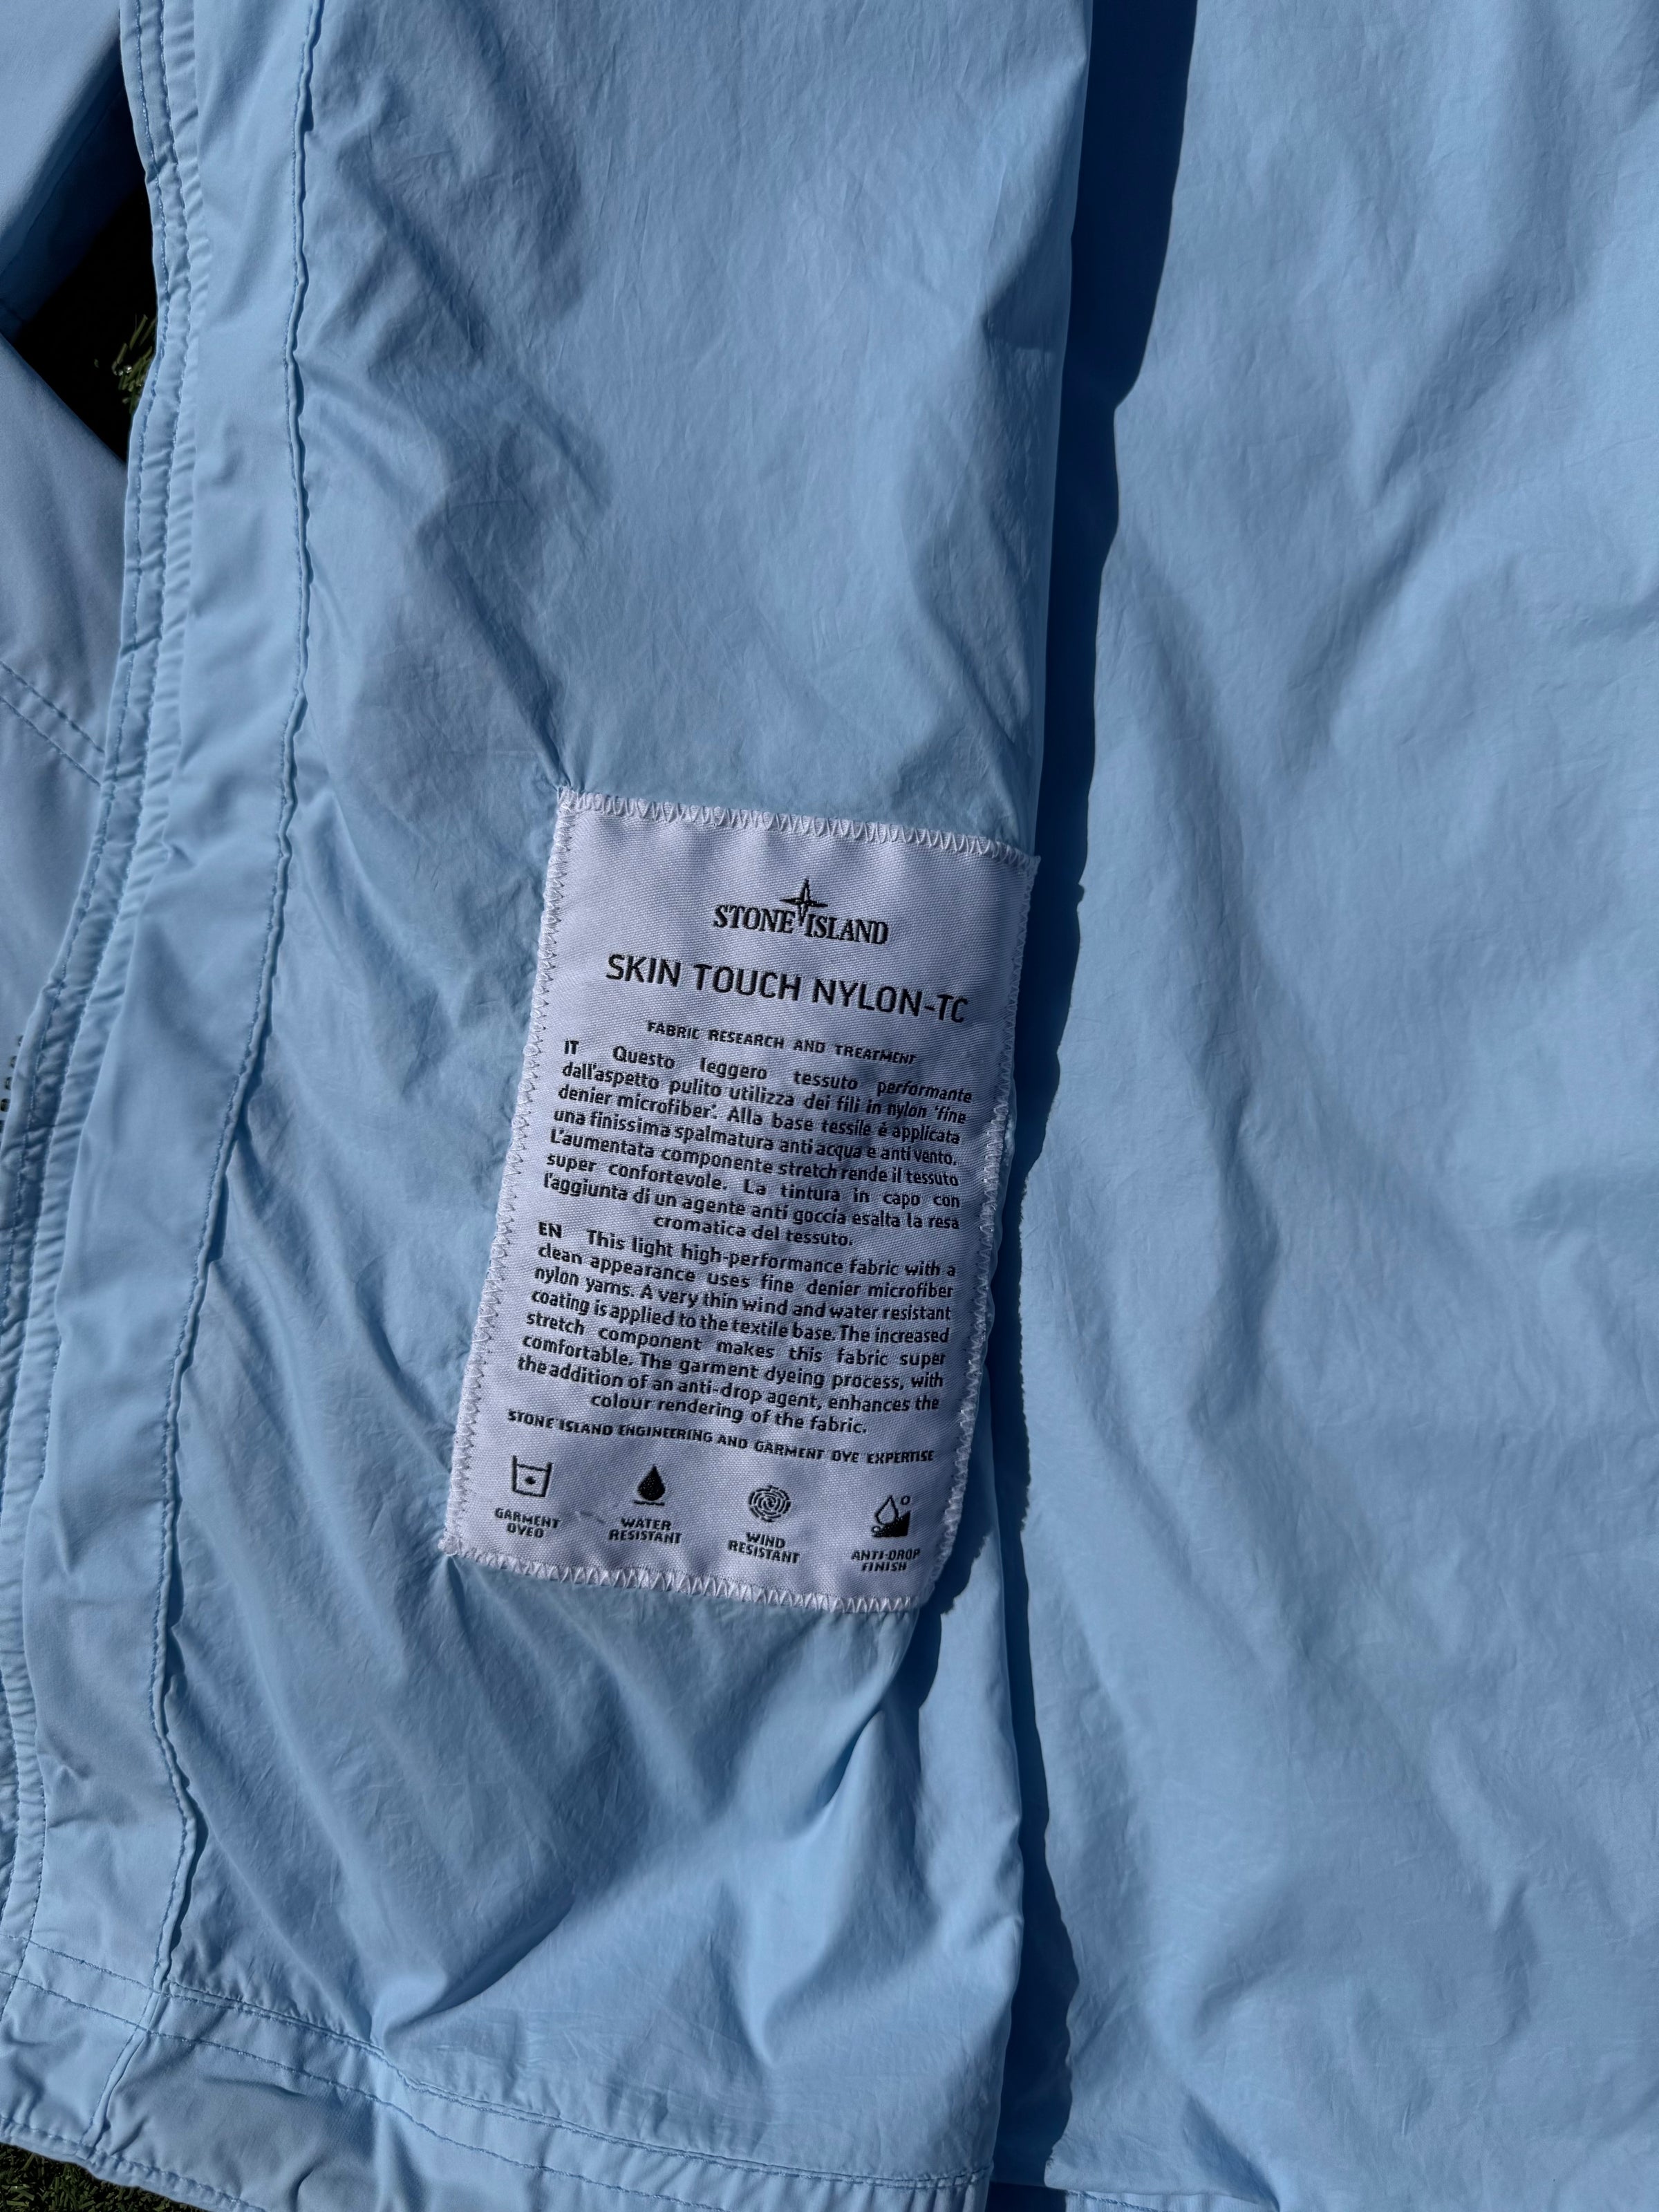 STONE ISLAND
SKIN TOUCH NYLON-TC
FABRIC RESEARCH AND TREATMENT
IT Questo leggero tessuto performante
dall'aspetto pulito utilizza dei fili in nylon 'fine
denier microfiber'. Alla base tessile è applicata
una finissima spalmatura anti acqua e anti vento.
L'aumentata componente stretch rende il tessuto
super confortevole. La tintura in capo con
l'aggiunta di un agente anti goccia esalta la resa
cromatica del tessuto.
EN This light high-performance fabric with a
clean appearance uses fine denier microfiber
nylon yarns. A very thin wind and water resistant
coating is applied to the textile base. The increased
stretch component makes this fabric super
comfortable. The garment dyeing process, with
the addition of an anti-drop agent, enhances the
colour rendering of the fabric.
STONE ISLAND ENGINEERING AND GARMENT DYE EXPERTISE
GARMENT DYED
WATER RESISTANT
WIND RESISTANT
ANTI-DROP FINISH